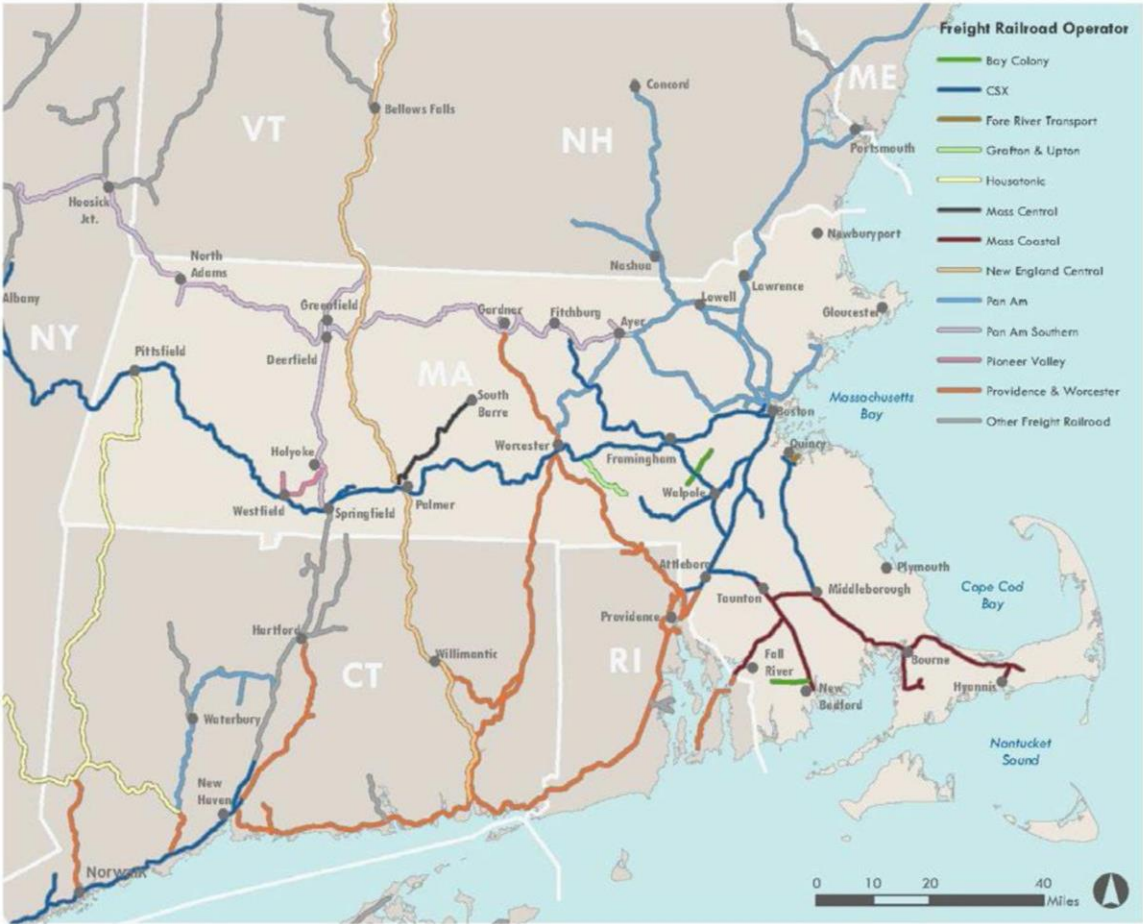 Freight Railroad Operator
Bay Colony
CSX
Fore River Transport
Grafton & Upton
Housatonic
Mass Central
Mass Coastal
New England Central
Pan Am
Pan Am Southern
Pioneer Valley
Providence & Worcester
Other Freight Railroad
ME
Concord
Bellows Falls
VT
NH
Portsmouth
Hoosick
Jct.
Newburyport
North
Adams
Nashua
Lawrence
Albany
Lowell
Greenfield
Gardner
Fitchburg
Ayer
Gloucester
NY
Pittsfield
Deerfield
MA
South
Barre
Massachusetts
Bay
Boston
Quincy
Holyoke
Worcester
Framingham
Walpole
Westfield
Springfield
Palmer
Attleboro
Plymouth
Taunton
Middleborough
Cape Cod
Bay
Providence
Hartford
Willimantic
CT
RI
Fall
River
Bourne
New
Bedford
Hyannis
Waterbury
Nantucket
Sound
New
Haven
Norwalk
0 10 20 40
Miles